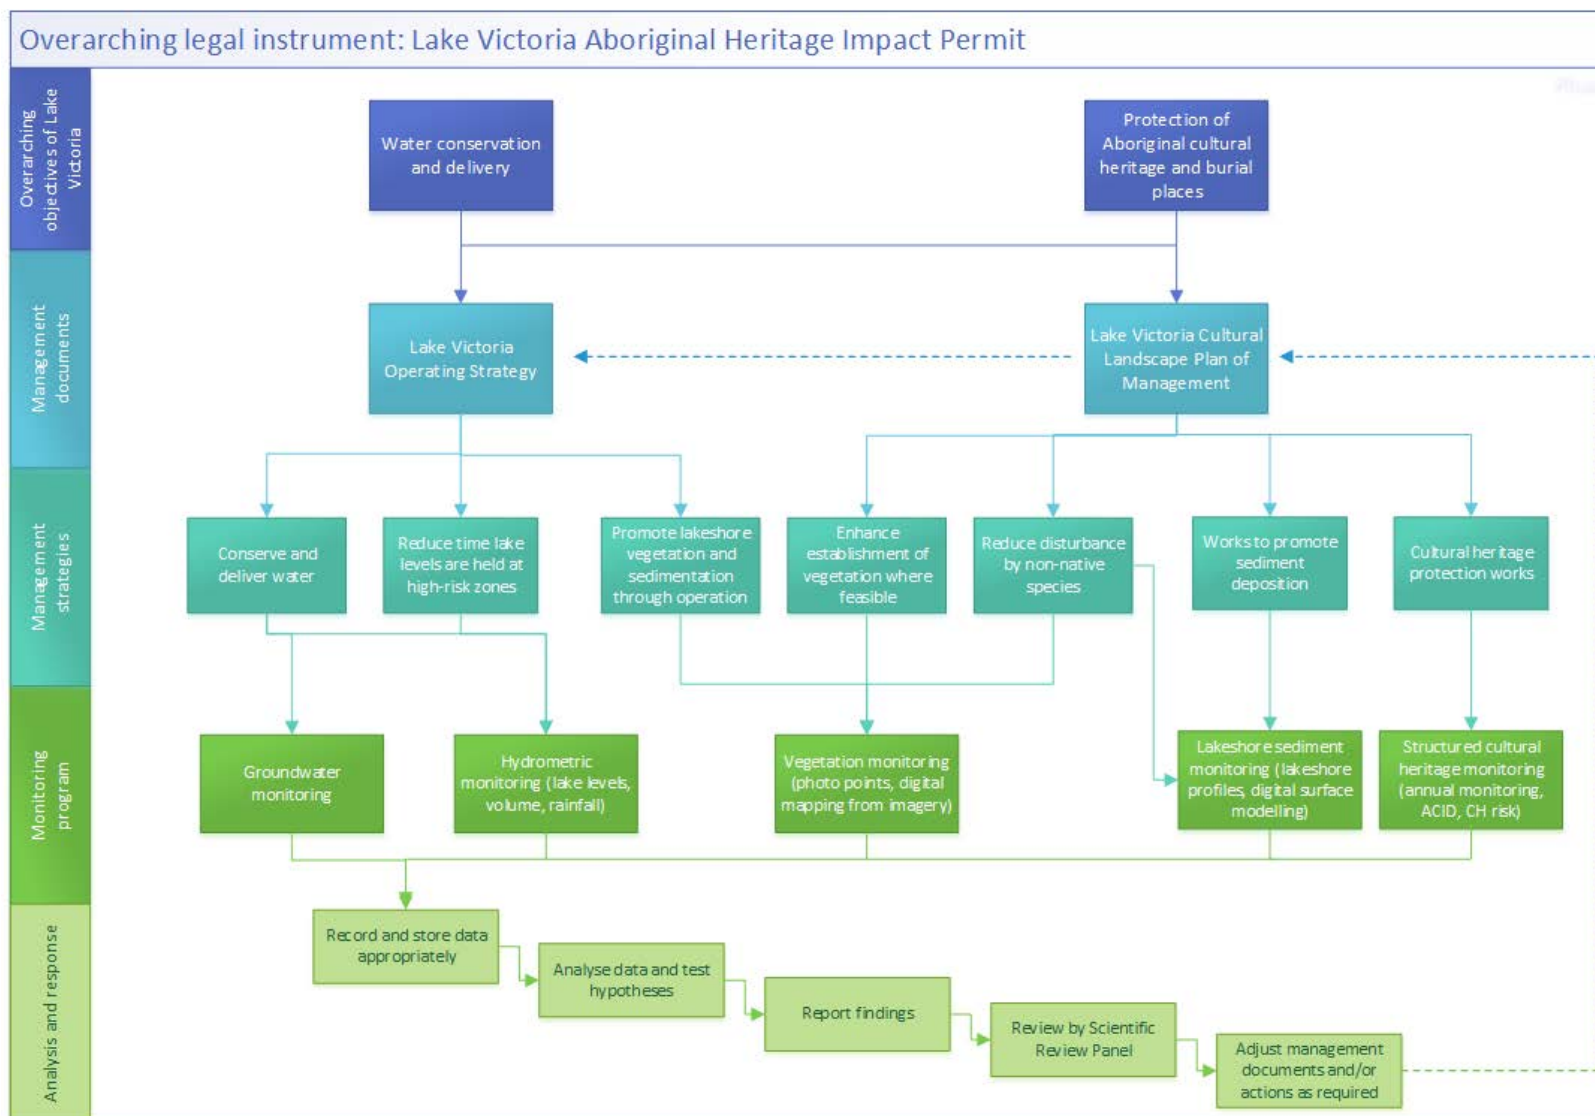 Overarching legal instrument: Lake Victoria Aboriginal Heritage Impact Permit
Overarching
objectives of Lake
Victoria
Water conservation
and delivery
Protection of
Aboriginal cultural
heritage and burial
places
Management
documents
Lake Victoria
Operating Strategy
Lake Victoria Cultural
Landscape Plan of
Management
Management
strategies
Conserve and
deliver water
Reduce time lake
levels are held at
high-risk zones
Promote lakeshore
vegetation and
sedimentation
through operation
Enhance
establishment of
vegetation where
feasible
Reduce disturbance
by non-native
species
Works to promote
sediment
deposition
Cultural heritage
protection works
Monitoring
program
Groundwater
monitoring
Hydrometric
monitoring (lake levels,
volume, rainfall)
Vegetation monitoring
(photo points, digital
mapping from imagery)
Lakeshore sediment
monitoring (lakeshore
profiles, digital surface
modelling)
Structured cultural
heritage monitoring
(annual monitoring,
ACID, CH risk)
Analysis and response
Record and store data
appropriately
Analyse data and test
hypotheses
Report findings
Review by Scientific
Review Panel
Adjust management
documents and/or
actions as required